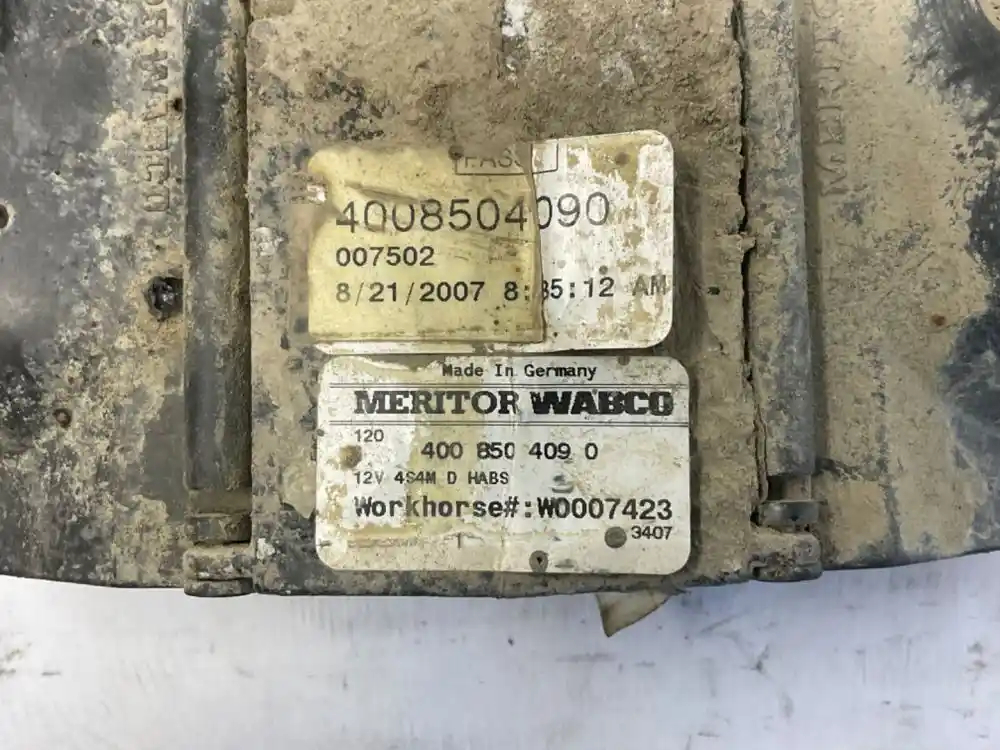 4008504090
007502
8/21/2007 8:35:12 AM
Made In Germany
MERITOR WABCO
120
400 850 409 0
12V 4S4M D HABS
Workhorse#:W0007423
3407